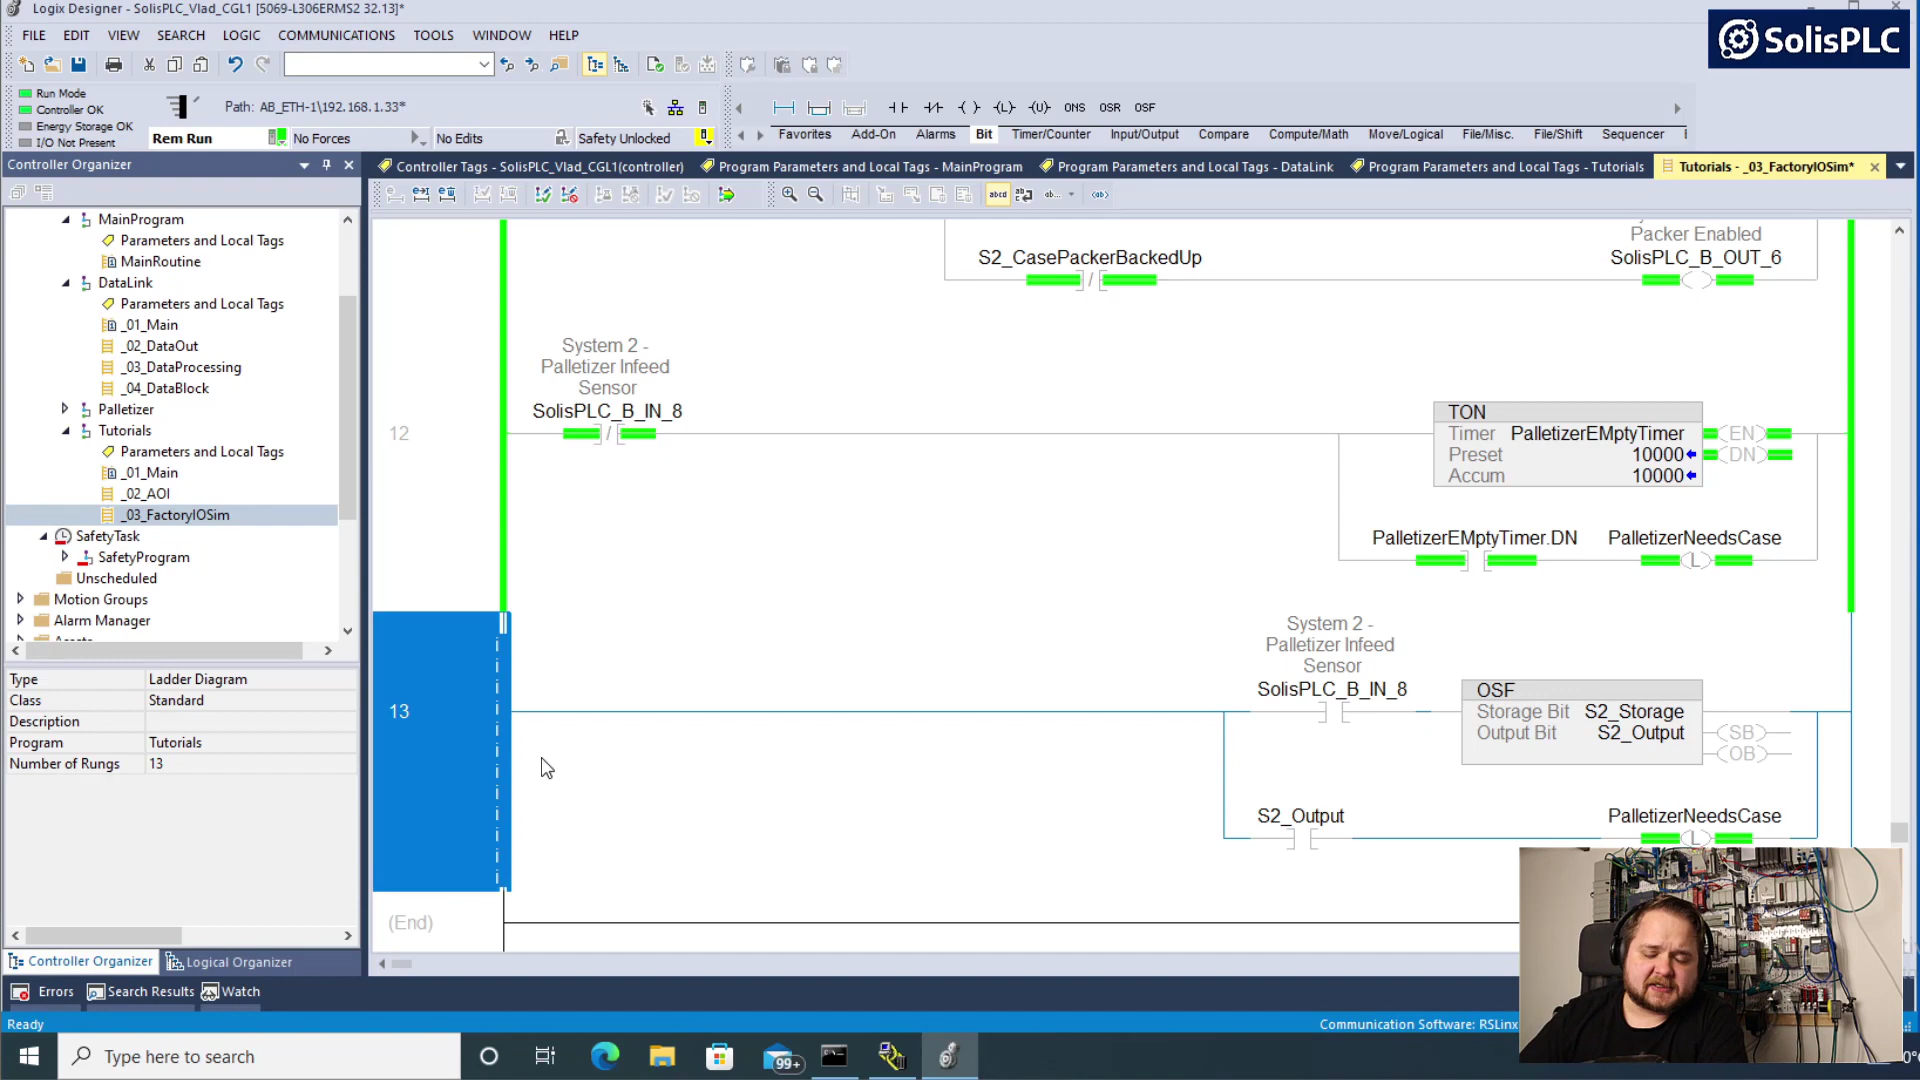 Logix Designer - SolisPLC_Vlad_CGL1 [5069-L306ERMS2 32.13]*
SolisPLC
FILE EDIT VIEW SEARCH LOGIC COMMUNICATIONS TOOLS WINDOW HELP
Run Mode
Controller OK
Energy Storage OK
I/O Not Present
Path: AB_ETH-1\192.168.1.33*
Rem Run No Forces No Edits Safety Unlocked
ONS OSR OSF
Favorites Add-On Alarms Bit Timer/Counter Input/Output Compare Compute/Math Move/Logical File/Misc. File/Shift Sequencer
Controller Organizer
Controller Tags - SolisPLC_Vlad_CGL1(controller) Program Parameters and Local Tags - MainProgram Program Parameters and Local Tags - DataLink Program Parameters and Local Tags - Tutorials Tutorials - _03_FactoryIOSim*
MainProgram
Parameters and Local Tags
MainRoutine
DataLink
Parameters and Local Tags
_01_Main
_02_DataOut
_03_DataProcessing
_04_DataBlock
Palletizer
Tutorials
Parameters and Local Tags
_01_Main
_02_AOI
_03_FactoryIOSim
SafetyTask
SafetyProgram
Unscheduled
Motion Groups
Alarm Manager
Type Ladder Diagram
Class Standard
Description
Program Tutorials
Number of Rungs 13
Controller Organizer Logical Organizer
Packer Enabled
S2_CasePackerBackedUp SolisPLC_B_OUT_6
12
System 2 -
Palletizer Infeed
Sensor
SolisPLC_B_IN_8
TON
Timer PalletizerEMptyTimer
Preset 10000
Accum 10000
EN
DN
PalletizerEMptyTimer.DN PalletizerNeedsCase
L
13
System 2 -
Palletizer Infeed
Sensor
SolisPLC_B_IN_8
OSF
Storage Bit S2_Storage
Output Bit S2_Output
SB
OB
S2_Output PalletizerNeedsCase
L
(End)
Errors Search Results Watch
Ready
Communication Software: RSLinx
Type here to search
99+